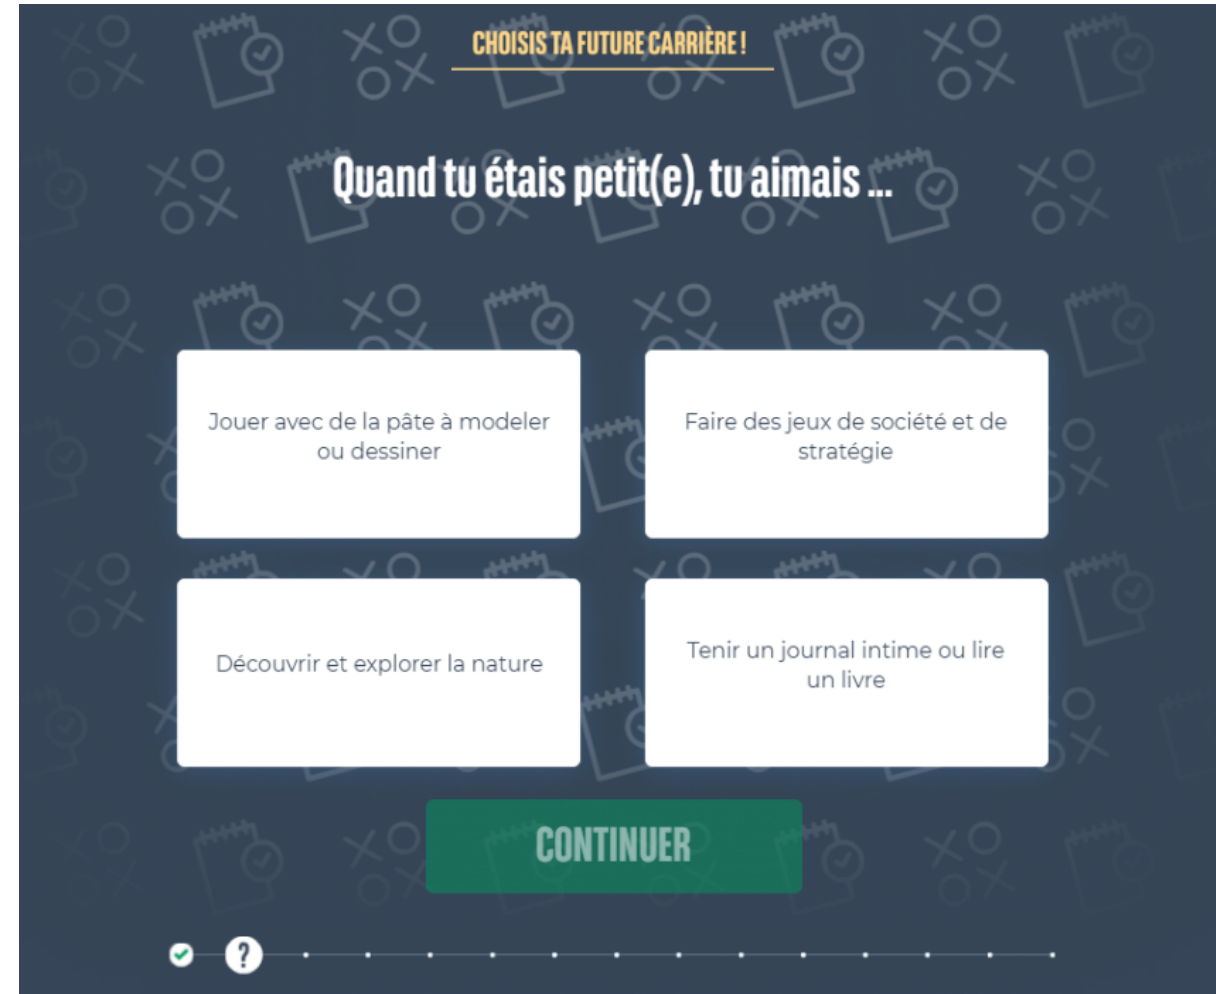 CHOISIS TA FUTURE CARRIÈRE !
Quand tu étais petit(e), tu aimais ...
Jouer avec de la pâte à modeler
ou dessiner
Faire des jeux de société et de
stratégie
Découvrir et explorer la nature
Tenir un journal intime ou lire
un livre
CONTINUER
?